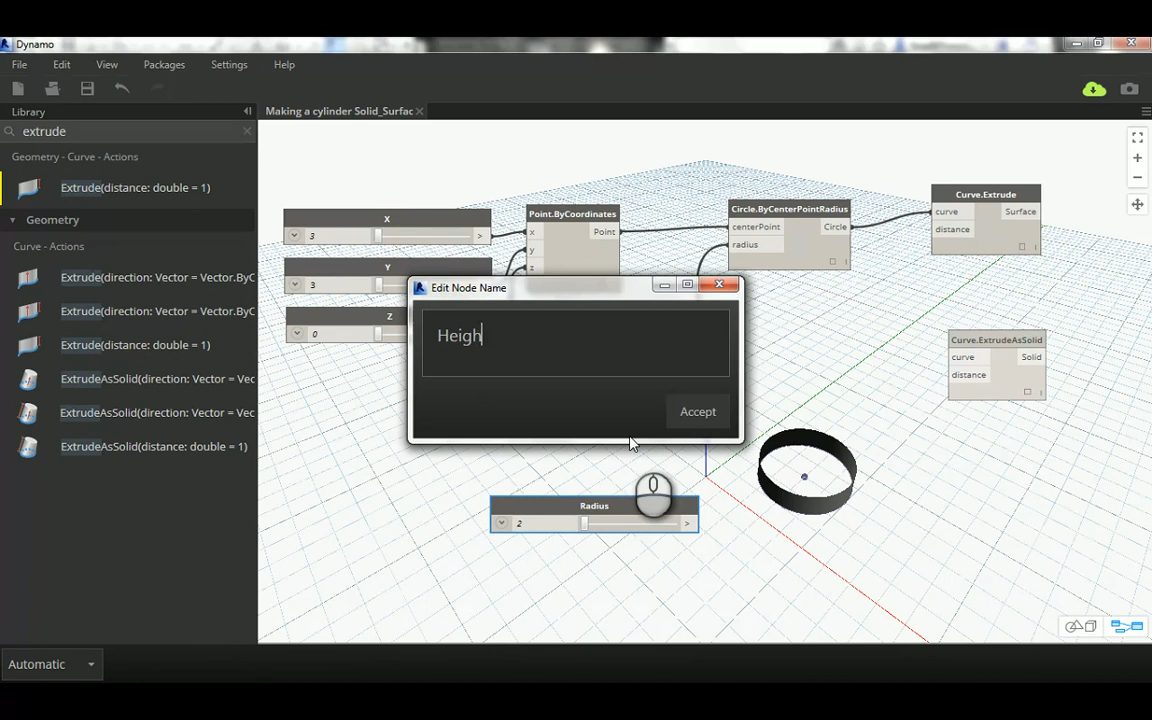 Dynamo
File Edit View Packages Settings Help
Library
Making a cylinder Solid_Surfac
extrude
Geometry - Curve - Actions
Extrude(distance: double = 1)
Geometry
Curve - Actions
Extrude(direction: Vector = Vector.ByC
Extrude(direction: Vector = Vector.ByC
Extrude(distance: double = 1)
ExtrudeAsSolid(direction: Vector = Vec
ExtrudeAsSolid(direction: Vector = Vec
ExtrudeAsSolid(distance: double = 1)
X
3 >
Y
3
Z
0
Point.ByCoordinates
x Point
y
z
Circle.ByCenterPointRadius
centerPoint Circle
radius
Curve.Extrude
curve Surface
distance
Curve.ExtrudeAsSolid
curve Solid
distance
Edit Node Name
Heigh
Accept
Radius
2 >
Automatic